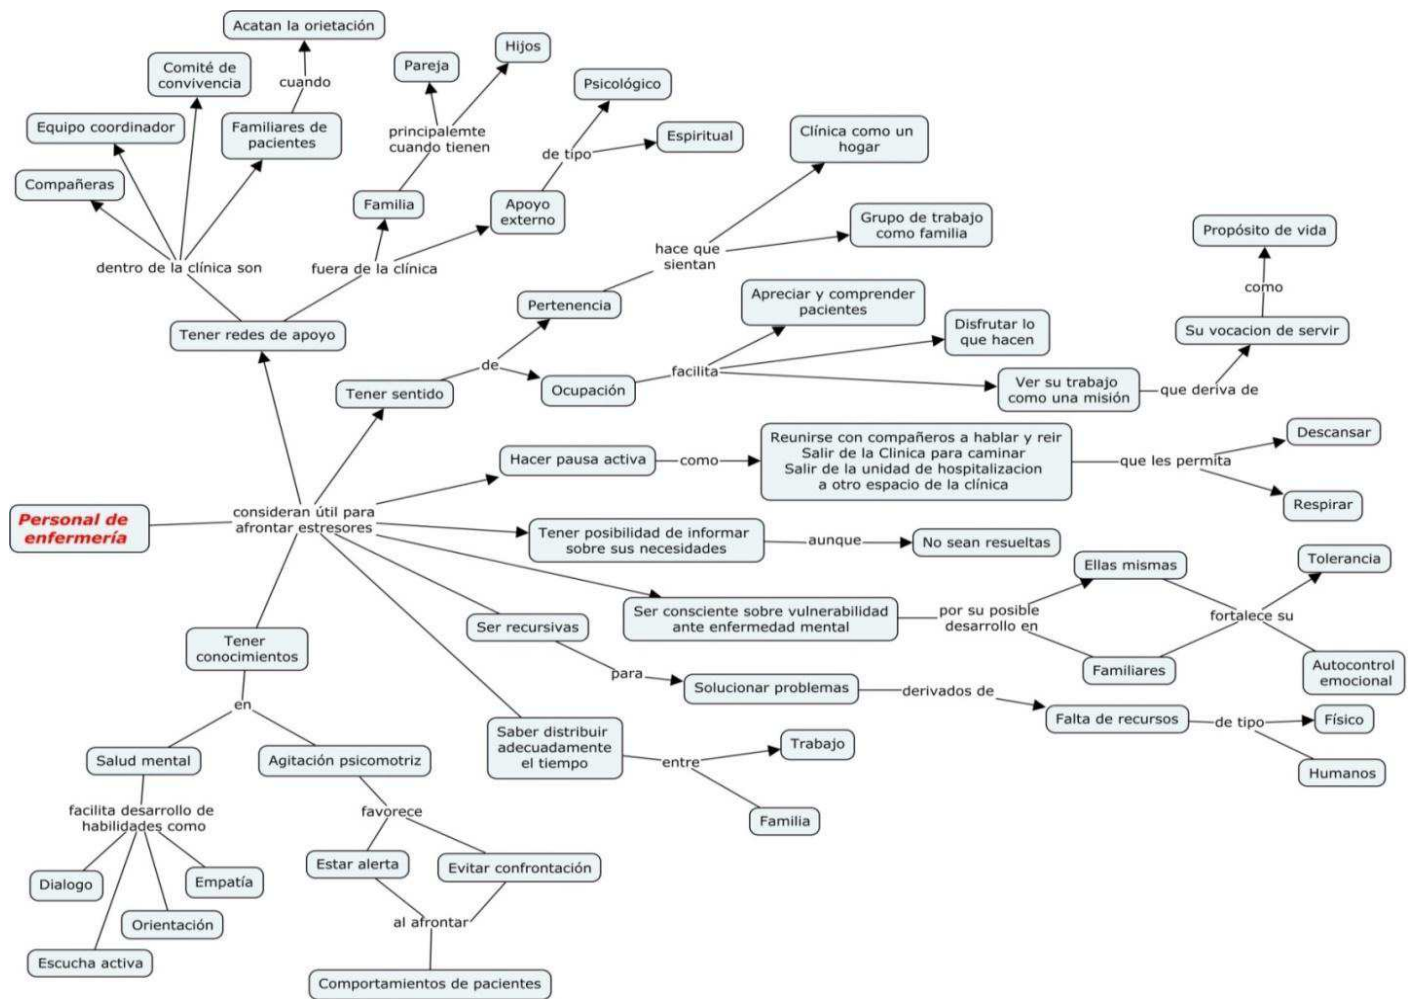 Acatan la orietación
cuando
Comité de
convivencia
Equipo coordinador
Familiares de
pacientes
Compañeras
dentro de la clínica son
Pareja
Hijos
principalemte
cuando tienen
Familia
Psicológico
Espiritual
de tipo
Apoyo
externo
fuera de la clínica
Tener redes de apoyo
Clínica como un
hogar
Grupo de trabajo
como familia
hace que
sientan
Pertenencia
de
Tener sentido
Ocupación
facilita
Apreciar y comprender
pacientes
Disfrutar lo
que hacen
Ver su trabajo
como una misión
que deriva de
Su vocacion de servir
como
Propósito de vida
Hacer pausa activa
como
Reunirse con compañeros a hablar y reir
Salir de la Clinica para caminar
Salir de la unidad de hospitalizacion
a otro espacio de la clínica
que les permita
Descansar
Respirar
Personal de
enfermería
consideran útil para
afrontar estresores
Tener posibilidad de informar
sobre sus necesidades
aunque
No sean resueltas
Ser consciente sobre vulnerabilidad
ante enfermedad mental
por su posible
desarrollo en
Ellas mismas
Familiares
fortalece su
Tolerancia
Autocontrol
emocional
Ser recursivas
para
Solucionar problemas
derivados de
Falta de recursos
de tipo
Físico
Humanos
Saber distribuir
adecuadamente
el tiempo
entre
Trabajo
Familia
Tener
conocimientos
en
Salud mental
Agitación psicomotriz
facilita desarrollo de
habilidades como
Dialogo
Empatía
Orientación
Escucha activa
favorece
Estar alerta
Evitar confrontación
al afrontar
Comportamientos de pacientes